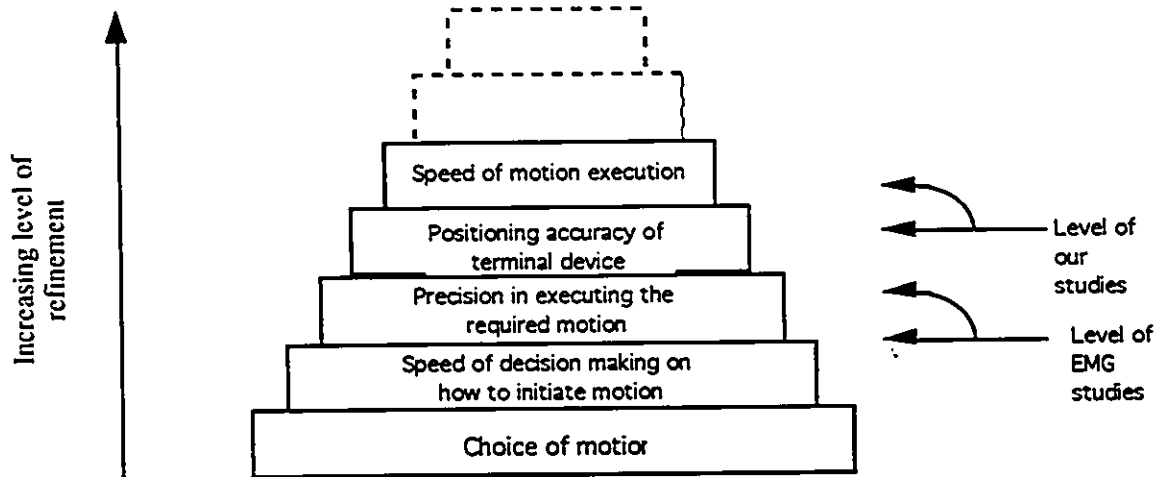 Increasing level of
refinement
Speed of motion execution
Positioning accuracy of
terminal device
Precision in executing the
required motion
Speed of decision making on
how to initiate motion
Choice of motior
Level of
our
studies
Level of
EMG
studies